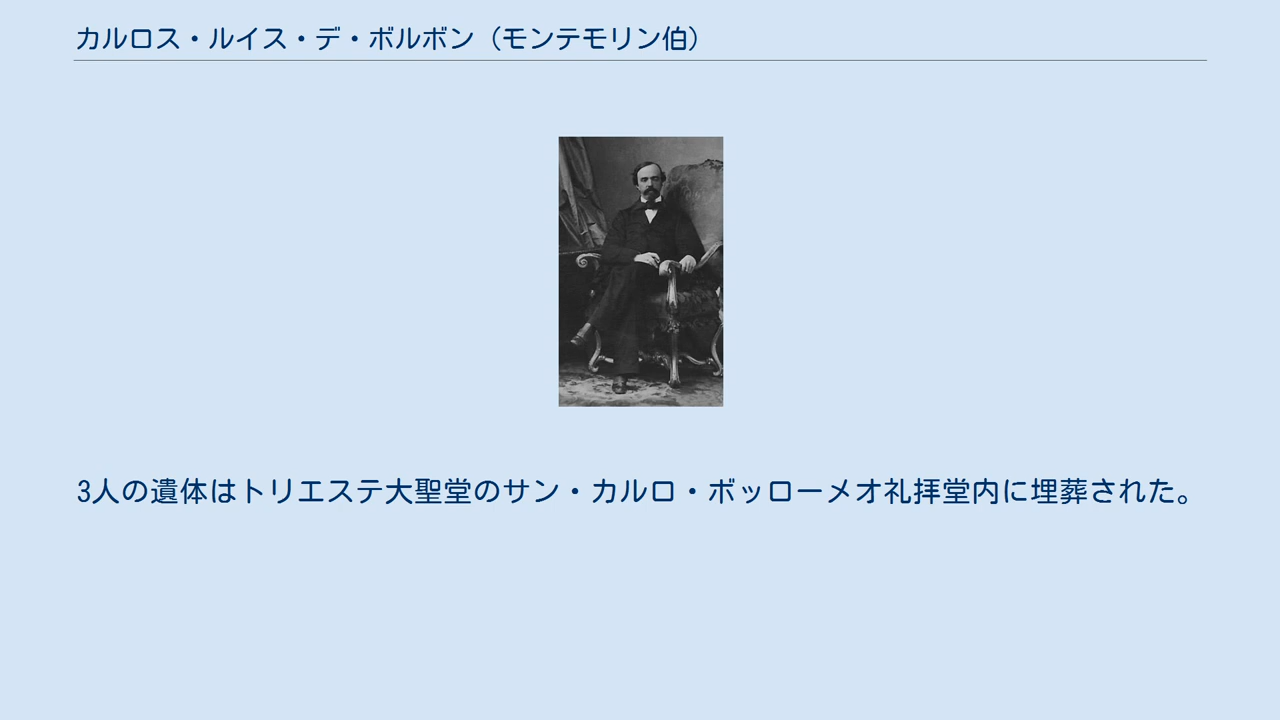 カルロス・ルイス・デ・ボルボン（モンテモリン伯）
3人の遺体はトリエステ大聖堂のサン・カルロ・ボッローメオ礼拝堂内に埋葬された。